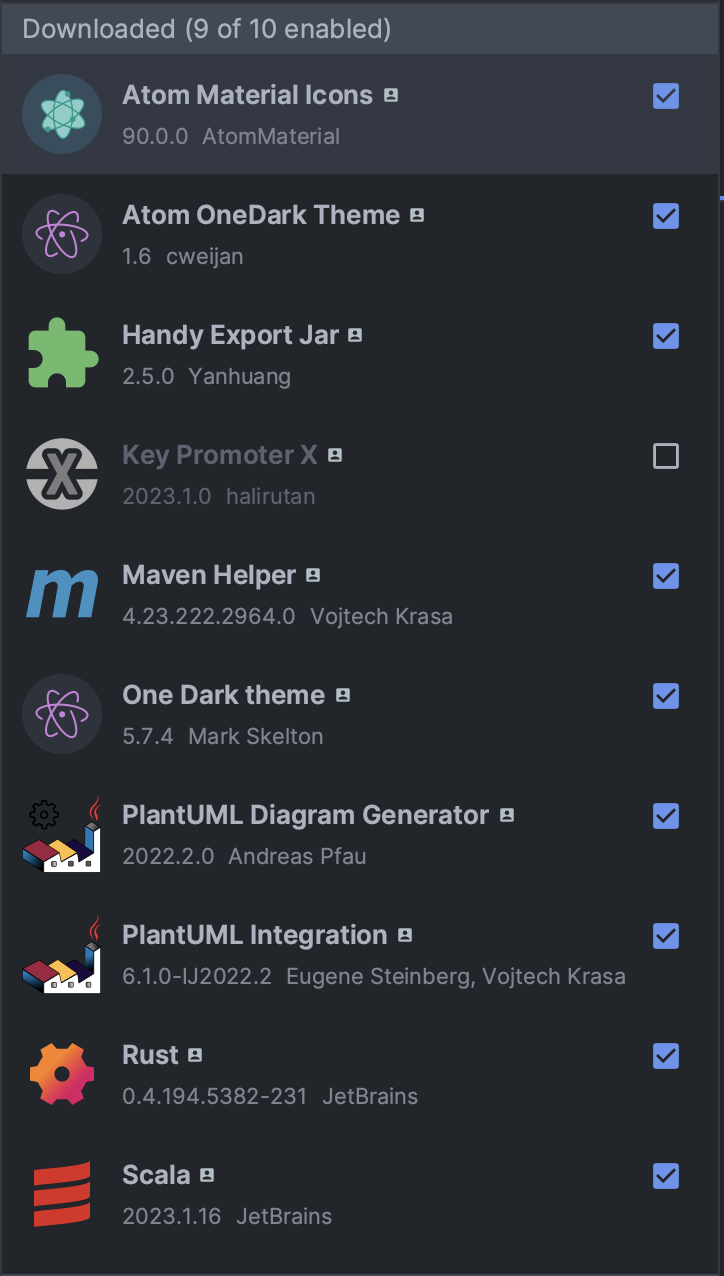 Downloaded (9 of 10 enabled)
Atom Material Icons
90.0.0 AtomMaterial
Atom OneDark Theme
1.6 cweijan
Handy Export Jar
2.5.0 Yanhuang
Key Promoter X
2023.1.0 halirutan
Maven Helper
4.23.222.2964.0 Vojtech Krasa
One Dark theme
5.7.4 Mark Skelton
PlantUML Diagram Generator
2022.2.0 Andreas Pfau
PlantUML Integration
6.1.0-IJ2022.2 Eugene Steinberg, Vojtech Krasa
Rust
0.4.194.5382-231 JetBrains
Scala
2023.1.16 JetBrains